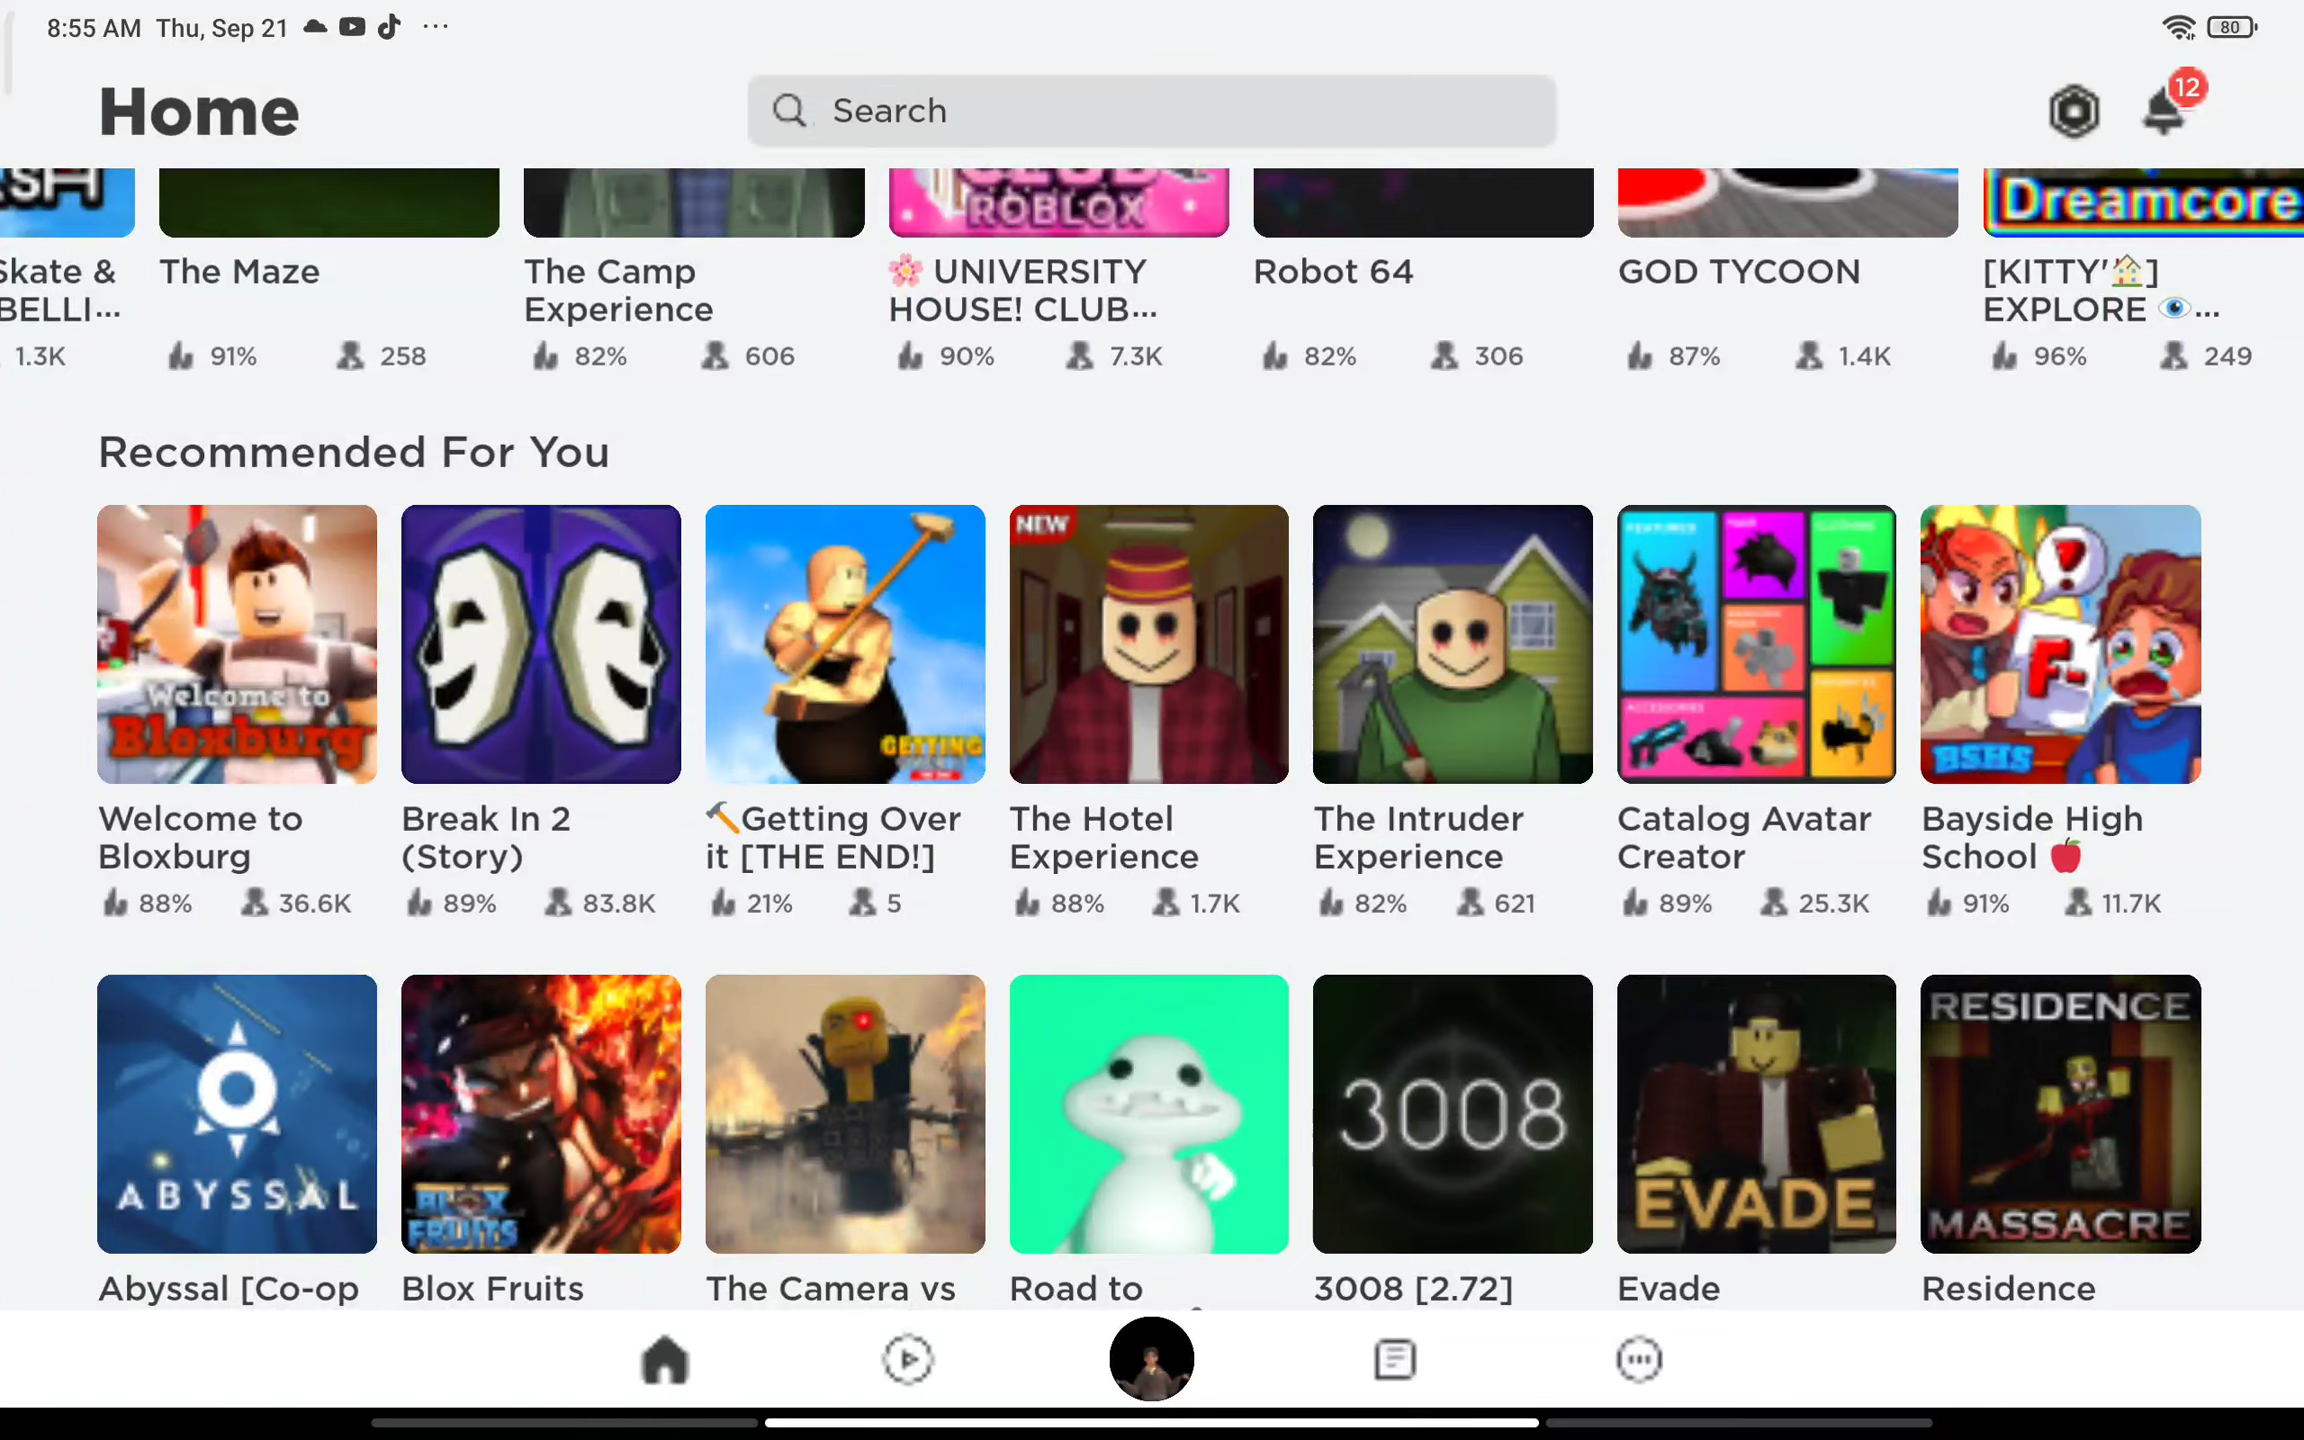 8:55 AM Thu, Sep 21 ...
80
Home
Search
12
CLUB
ROBLOX
Dreamcore
Skate &
BELLI...
1.3K
The Maze
91% 258
The Camp
Experience
82% 606
🌸 UNIVERSITY
HOUSE! CLUB...
90% 7.3K
Robot 64
82% 306
GOD TYCOON
87% 1.4K
[KITTY'🏠]
EXPLORE 👁️...
96% 249
Recommended For You
Welcome to
Bloxburg
GETTING
NEW
FEATURED
ACCESSORIES
F-
BSHS
Welcome to
Bloxburg
88% 36.6K
Break In 2
(Story)
89% 83.8K
🔨Getting Over
it [THE END!]
21% 5
The Hotel
Experience
88% 1.7K
The Intruder
Experience
82% 621
Catalog Avatar
Creator
89% 25.3K
Bayside High
School 🍎
91% 11.7K
ABYSSAL
BLOX
FRUITS
3008
EVADE
RESIDENCE
MASSACRE
Abyssal [Co-op
Blox Fruits
The Camera vs
Road to
3008 [2.72]
Evade
Residence